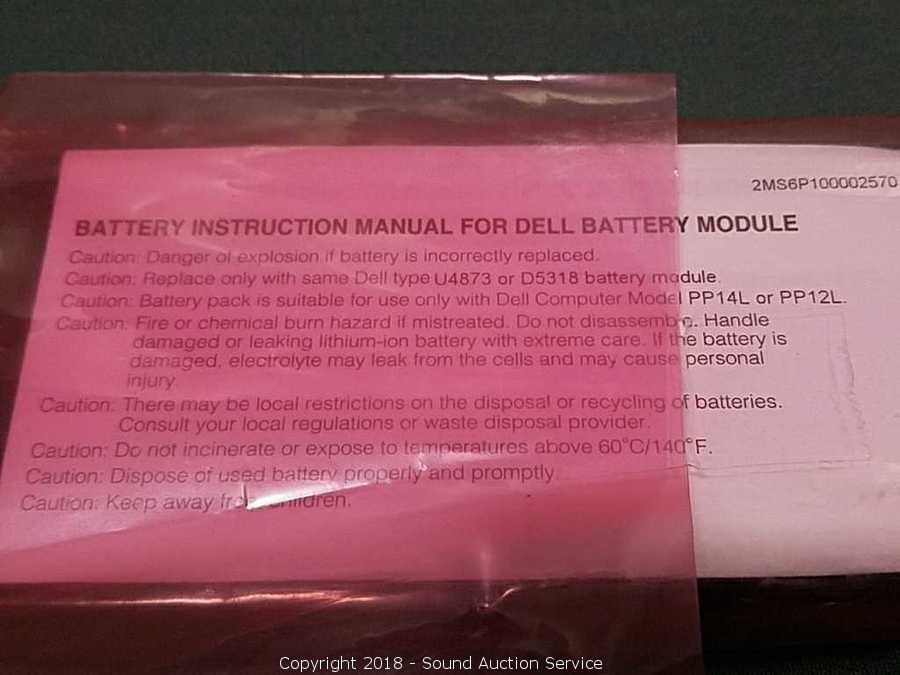 2MS6P100002570
BATTERY INSTRUCTION MANUAL FOR DELL BATTERY MODULE
Caution: Danger of explosion if battery is incorrectly replaced.
Caution: Replace only with same Dell type U4873 or D5318 battery module.
Caution: Battery pack is suitable for use only with Dell Computer Model PP14L or PP12L.
Caution: Fire or chemical burn hazard if mistreated. Do not disassemble. Handle
damaged or leaking lithium-ion battery with extreme care. If the battery is
damaged, electrolyte may leak from the cells and may cause personal
injury.
Caution: There may be local restrictions on the disposal or recycling of batteries.
Consult your local regulations or waste disposal provider.
Caution: Do not incinerate or expose to temperatures above 60°C/140°F.
Caution: Dispose of used battery properly and promptly.
Caution: Keep away from children.
Copyright 2018 - Sound Auction Service